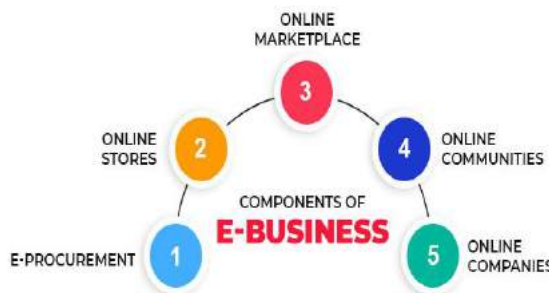 ONLINE
MARKETPLACE
3
ONLINE
STORES
2
4
ONLINE
COMMUNITIES
COMPONENTS OF
E-BUSINESS
E-PROCUREMENT
1
5
ONLINE
COMPANIES